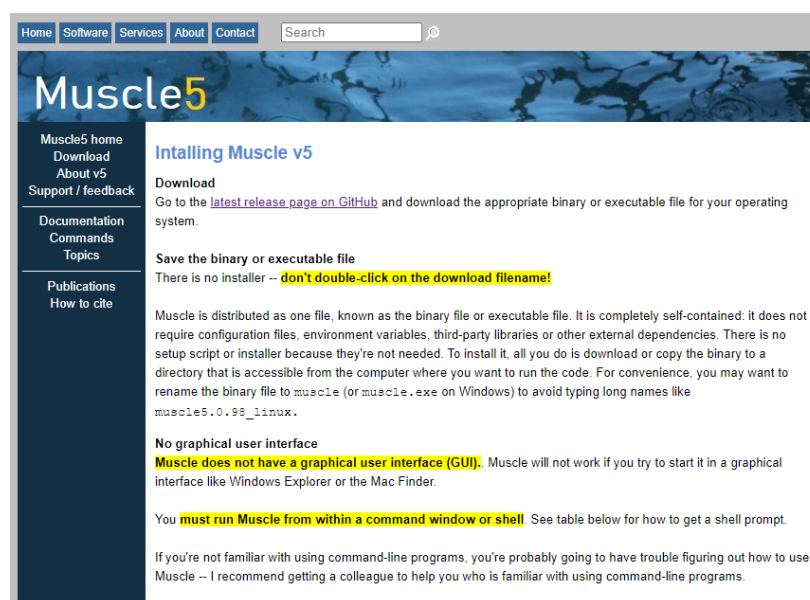 Home Software Services About Contact Search
Muscle5
Muscle5 home
Download
About v5
Support / feedback
Documentation
Commands
Topics
Publications
How to cite
Intalling Muscle v5
Download
Go to the latest release page on GitHub and download the appropriate binary or executable file for your operating
system.
Save the binary or executable file
There is no installer -- don't double-click on the download filename!
Muscle is distributed as one file, known as the binary file or executable file. It is completely self-contained: it does not
require configuration files, environment variables, third-party libraries or other external dependencies. There is no
setup script or installer because they're not needed. To install it, all you do is download or copy the binary to a
directory that is accessible from the computer where you want to run the code. For convenience, you may want to
rename the binary file to muscle (or muscle.exe on Windows) to avoid typing long names like
muscle5.0.98_linux.
No graphical user interface
Muscle does not have a graphical user interface (GUI).. Muscle will not work if you try to start it in a graphical
interface like Windows Explorer or the Mac Finder.
You must run Muscle from within a command window or shell. See table below for how to get a shell prompt.
If you're not familiar with using command-line programs, you're probably going to have trouble figuring out how to use
Muscle -- I recommend getting a colleague to help you who is familiar with using command-line programs.